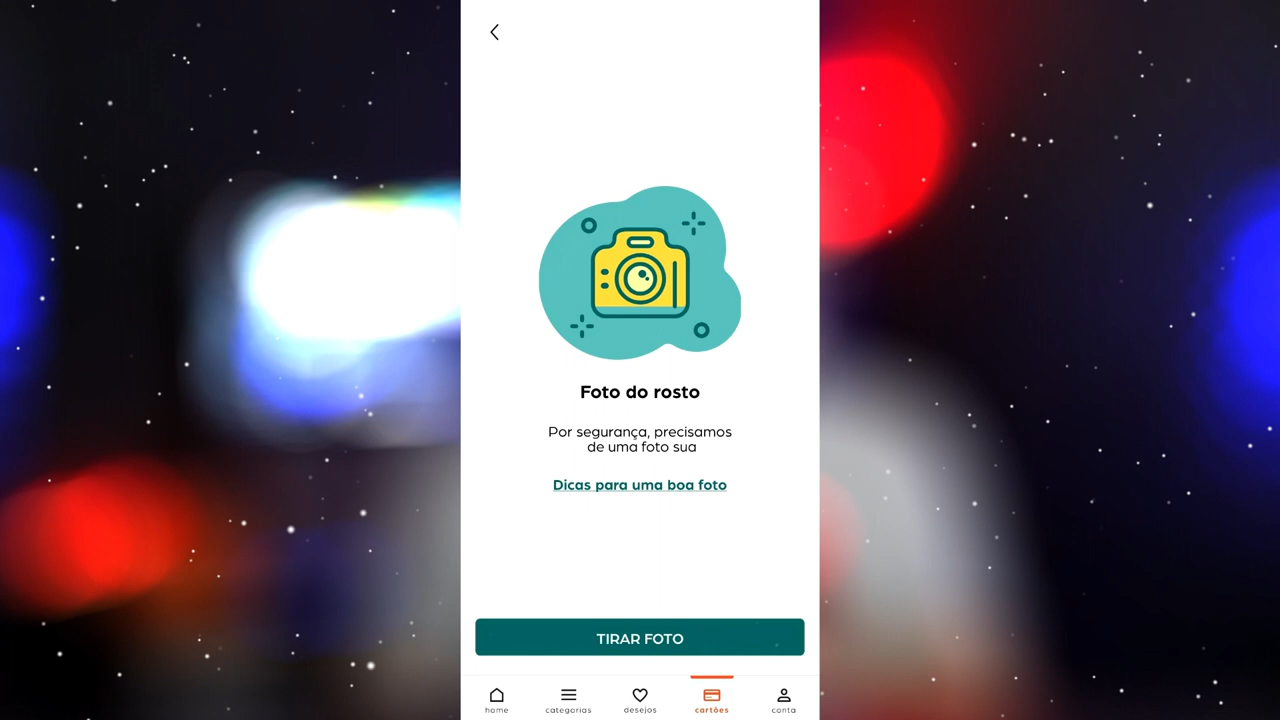 Foto do rosto
Por segurança, precisamos
de uma foto sua
Dicas para uma boa foto
TIRAR FOTO
home
categorias
desejos
cartões
conta